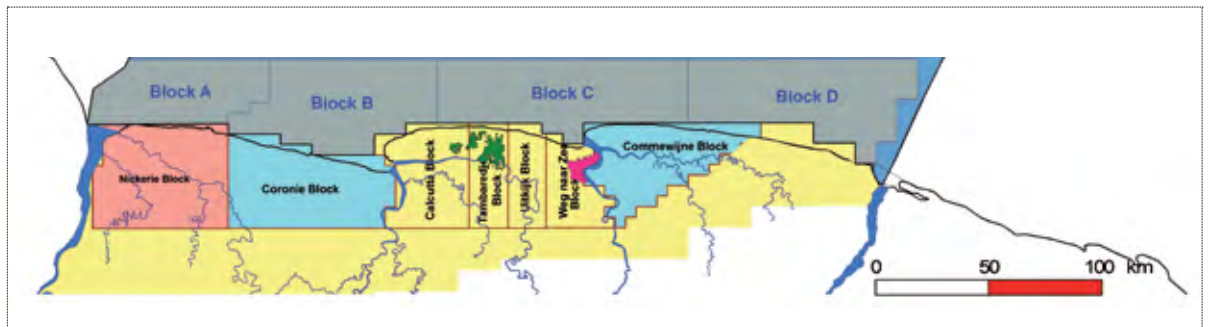 Block A
Block B
Block C
Block D
Nickerie Block
Coronie Block
Calcutta Block
Tambaredjo
Block
Uitkijk Block
Weg naar Zee
Block
Commewijne Block
0 50 100 km